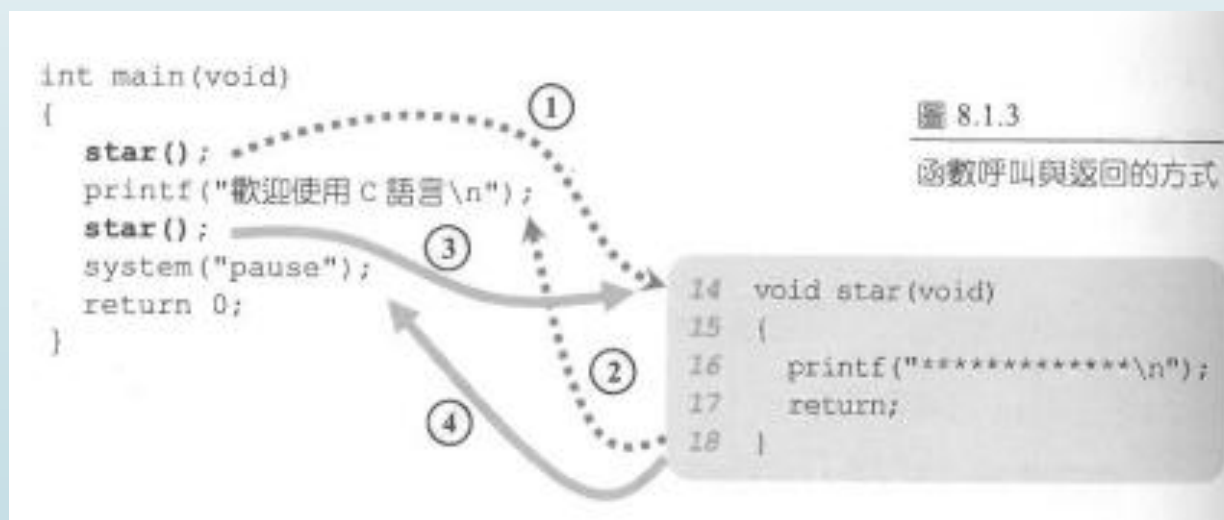 int main(void)
{
star();
printf("歡迎使用 C 語言\n");
star();
system("pause");
return 0;
}
①
②
③
④
圖 8.1.3
函數呼叫與返回的方式
14 void star(void)
15 {
16 printf("*************\n");
17 return;
18 }